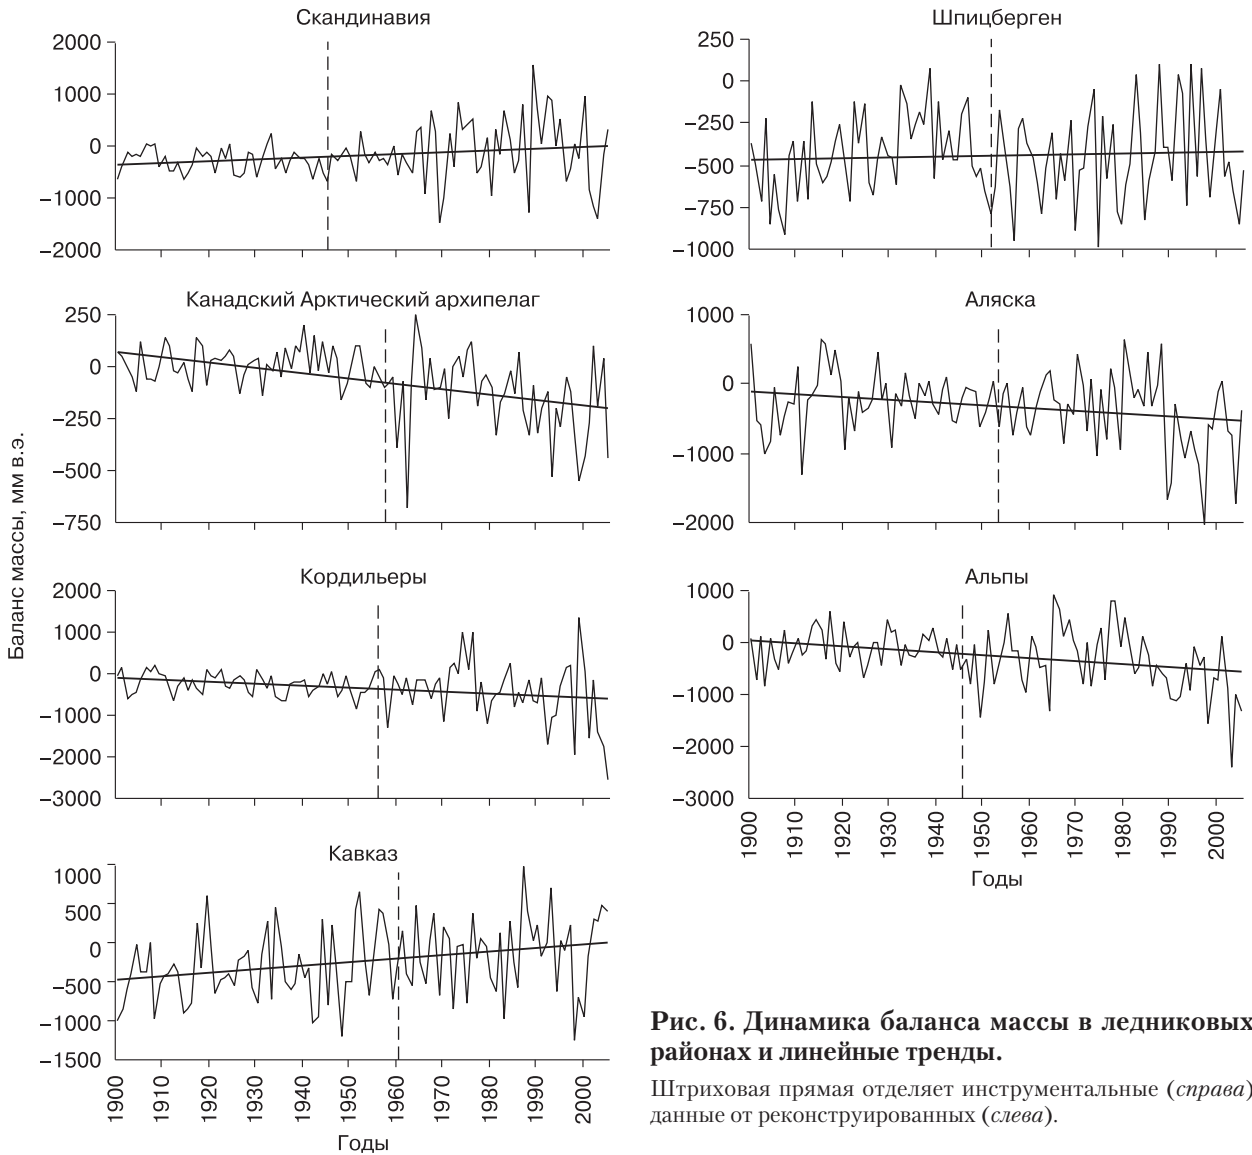 Скандинавия
2000
1000
0
−1000
−2000
Шпицберген
250
0
−250
−500
−750
−1000
Канадский Арктический архипелаг
250
0
−250
−500
−750
Аляска
1000
0
−1000
−2000
Баланс массы, мм в.э.
Кордильеры
2000
1000
0
−1000
−2000
−3000
Альпы
1000
0
−1000
−2000
−3000
1900 1910 1920 1930 1940 1950 1960 1970 1980 1990 2000
Годы
Кавказ
1000
500
0
−500
−1000
−1500
1900 1910 1920 1930 1940 1950 1960 1970 1980 1990 2000
Годы
Рис. 6. Динамика баланса массы в ледниковых
районах и линейные тренды.
Штриховая прямая отделяет инструментальные (справа)
данные от реконструированных (слева).